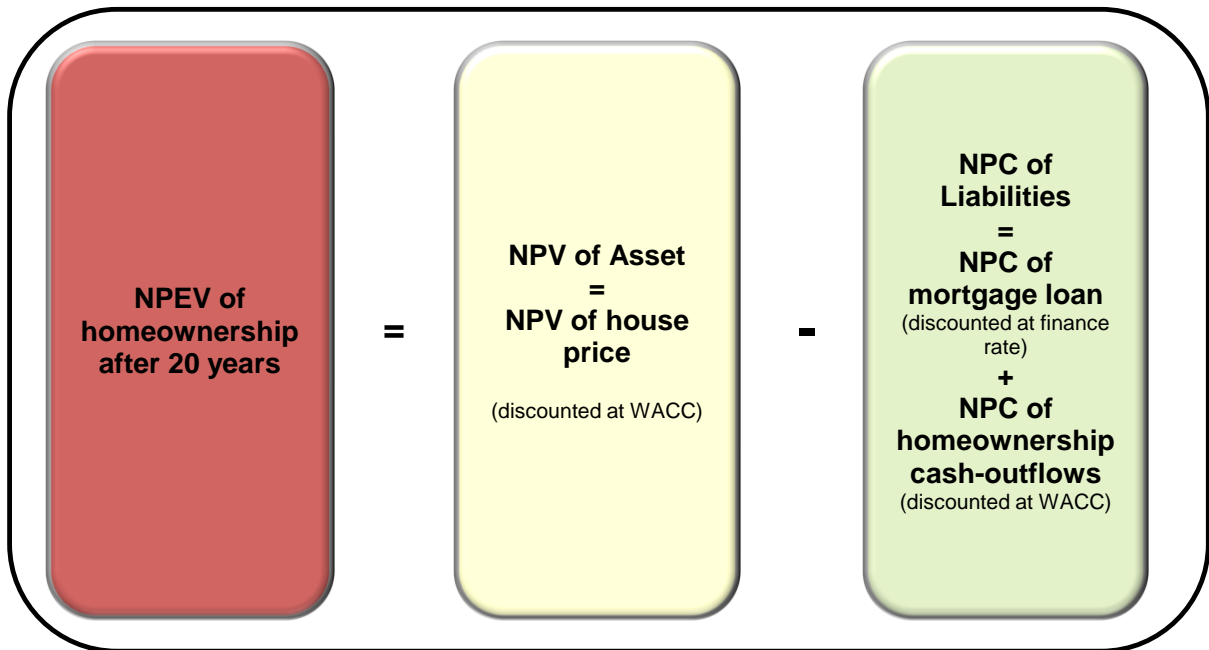 NPEV of
homeownership
after 20 years
=
NPV of Asset
=
NPV of house
price
(discounted at WACC)
-
NPC of
Liabilities
=
NPC of
mortgage loan
(discounted at finance
rate)
+
NPC of
homeownership
cash-outflows
(discounted at WACC)